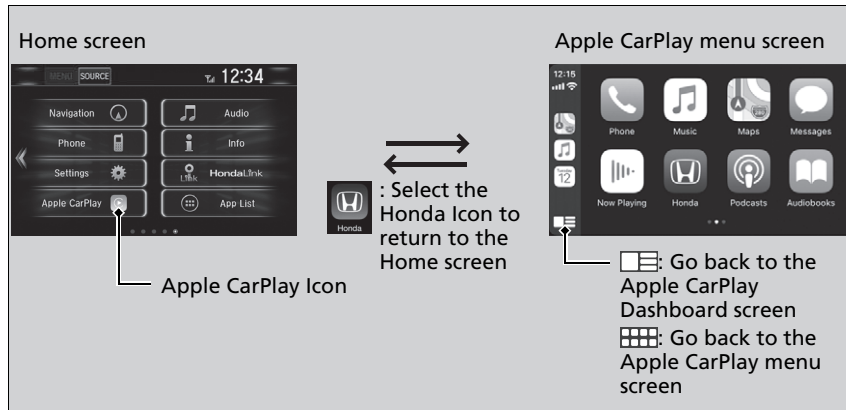 Home screen
Apple CarPlay menu screen
MENU SOURCE
12:34
Navigation
Audio
Phone
Info
Settings
Link
HondaLink
Apple CarPlay
App List
Apple CarPlay Icon
Honda
: Select the
Honda Icon to
return to the
Home screen
12:15
Phone Music Maps Messages
Tuesday
12
Now Playing Honda Podcasts Audiobooks
: Go back to the
Apple CarPlay
Dashboard screen
: Go back to the
Apple CarPlay menu
screen